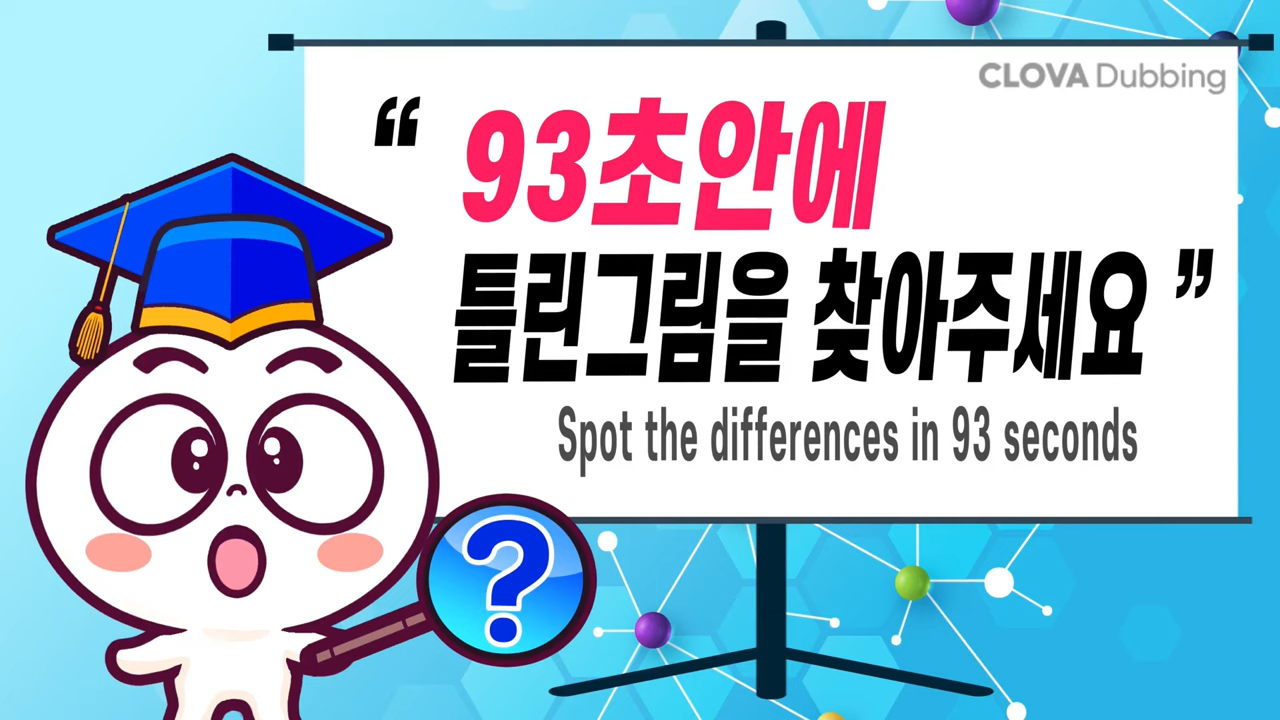 CLOVA Dubbing
“ 93초안에
틀린그림을 찾아주세요 ”
Spot the differences in 93 seconds
?